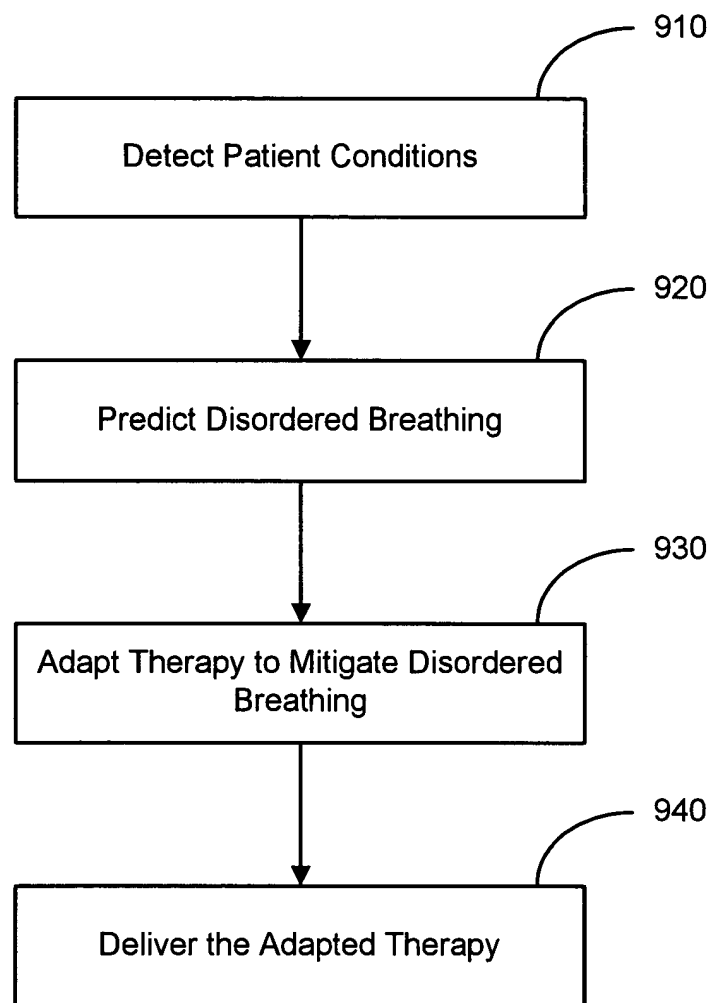 910
Detect Patient Conditions
920
Predict Disordered Breathing
930
Adapt Therapy to Mitigate Disordered
Breathing
940
Deliver the Adapted Therapy